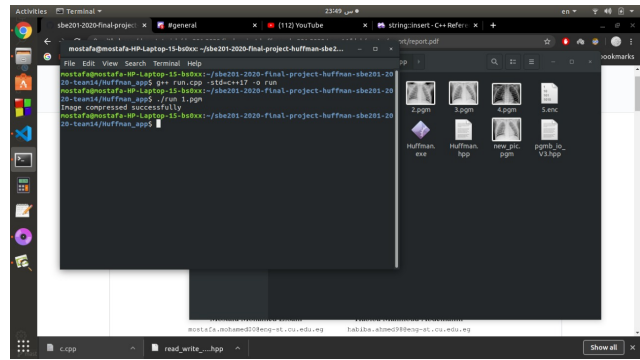 Activities Terminal ▾ 23:49 س en ▾
sbe201-2020-final-project- × #general × (112) YouTube × string::insert - C++ Refere × +
mostafa@mostafa-HP-Laptop-15-bs0xx: ~/sbe201-2020-final-project-huffman-sbe2... – □ ×
rt/report.pdf
ookmarks
File Edit View Search Terminal Help
mostafa@mostafa-HP-Laptop-15-bs0xx:~/sbe201-2020-final-project-huffman-sbe201-20
20-team14/Huffman_app$ g++ run.cpp -std=c++17 -o run
mostafa@mostafa-HP-Laptop-15-bs0xx:~/sbe201-2020-final-project-huffman-sbe201-20
20-team14/Huffman_app$ ./run 1.pgm
Image compressed successfully
mostafa@mostafa-HP-Laptop-15-bs0xx:~/sbe201-2020-final-project-huffman-sbe201-20
20-team14/Huffman_app$
pp
2.pgm 3.pgm 4.pgm 5.enc
Huffman. Huffman. new_pic. pgmb_io_
exe hpp pgm V3.hpp
mostafa.mohamed00@eng-st.cu.edu.eg habiba.ahmed98@eng-st.cu.edu.eg
c.cpp read_write_....hpp Show all ×